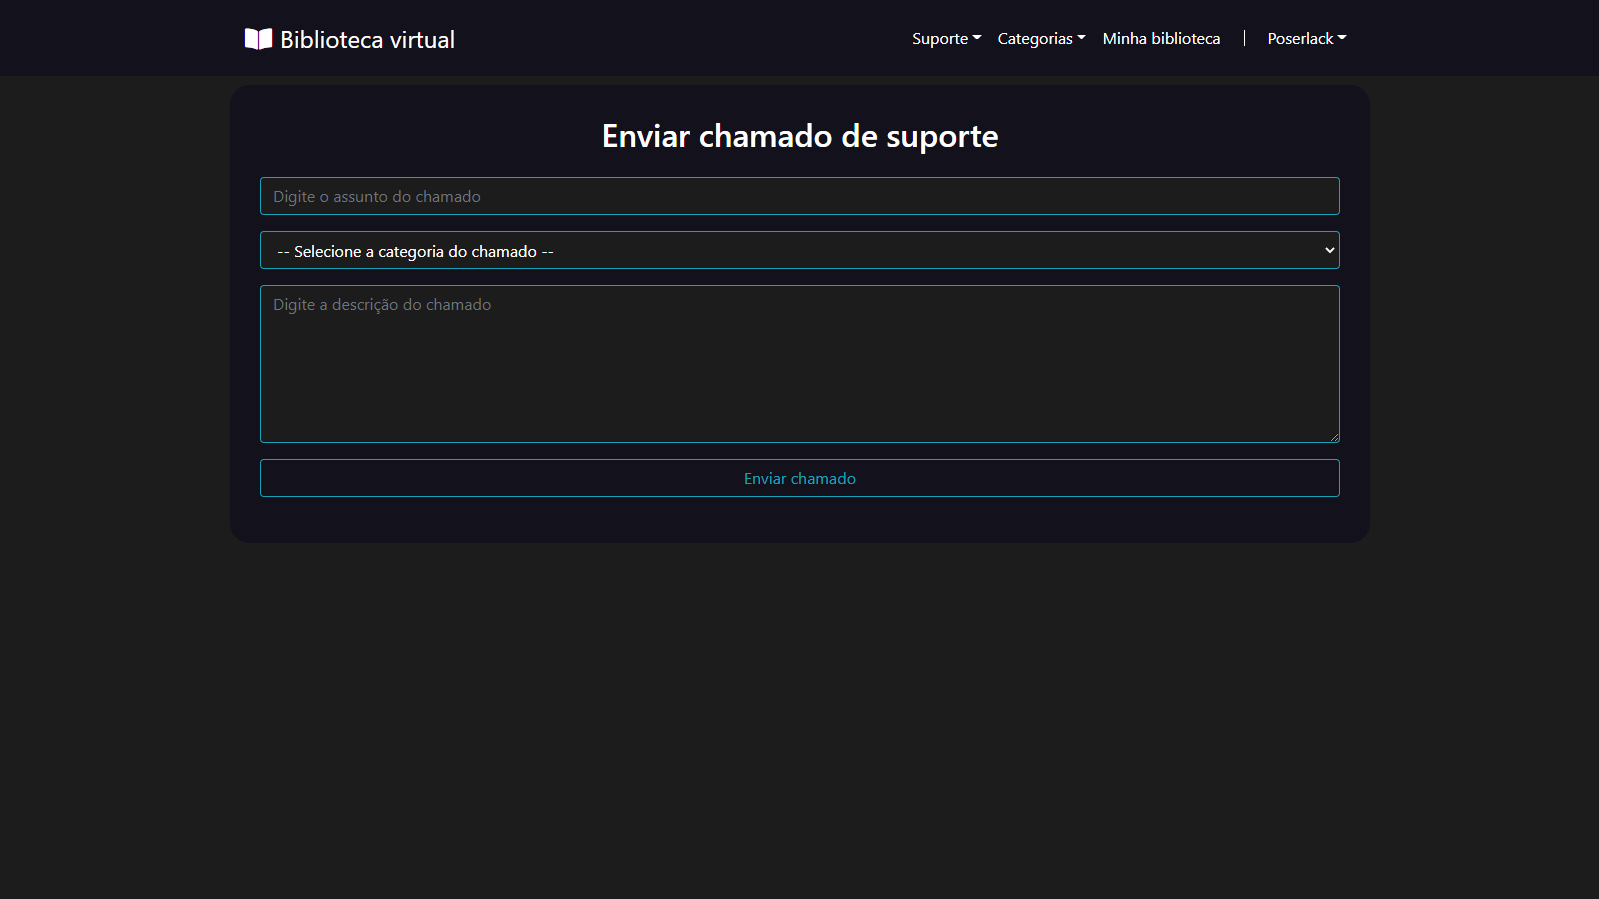 Biblioteca virtual
Suporte Categorias Minha biblioteca | Poserlack
Enviar chamado de suporte
Digite o assunto do chamado
-- Selecione a categoria do chamado --
Digite a descrição do chamado
Enviar chamado